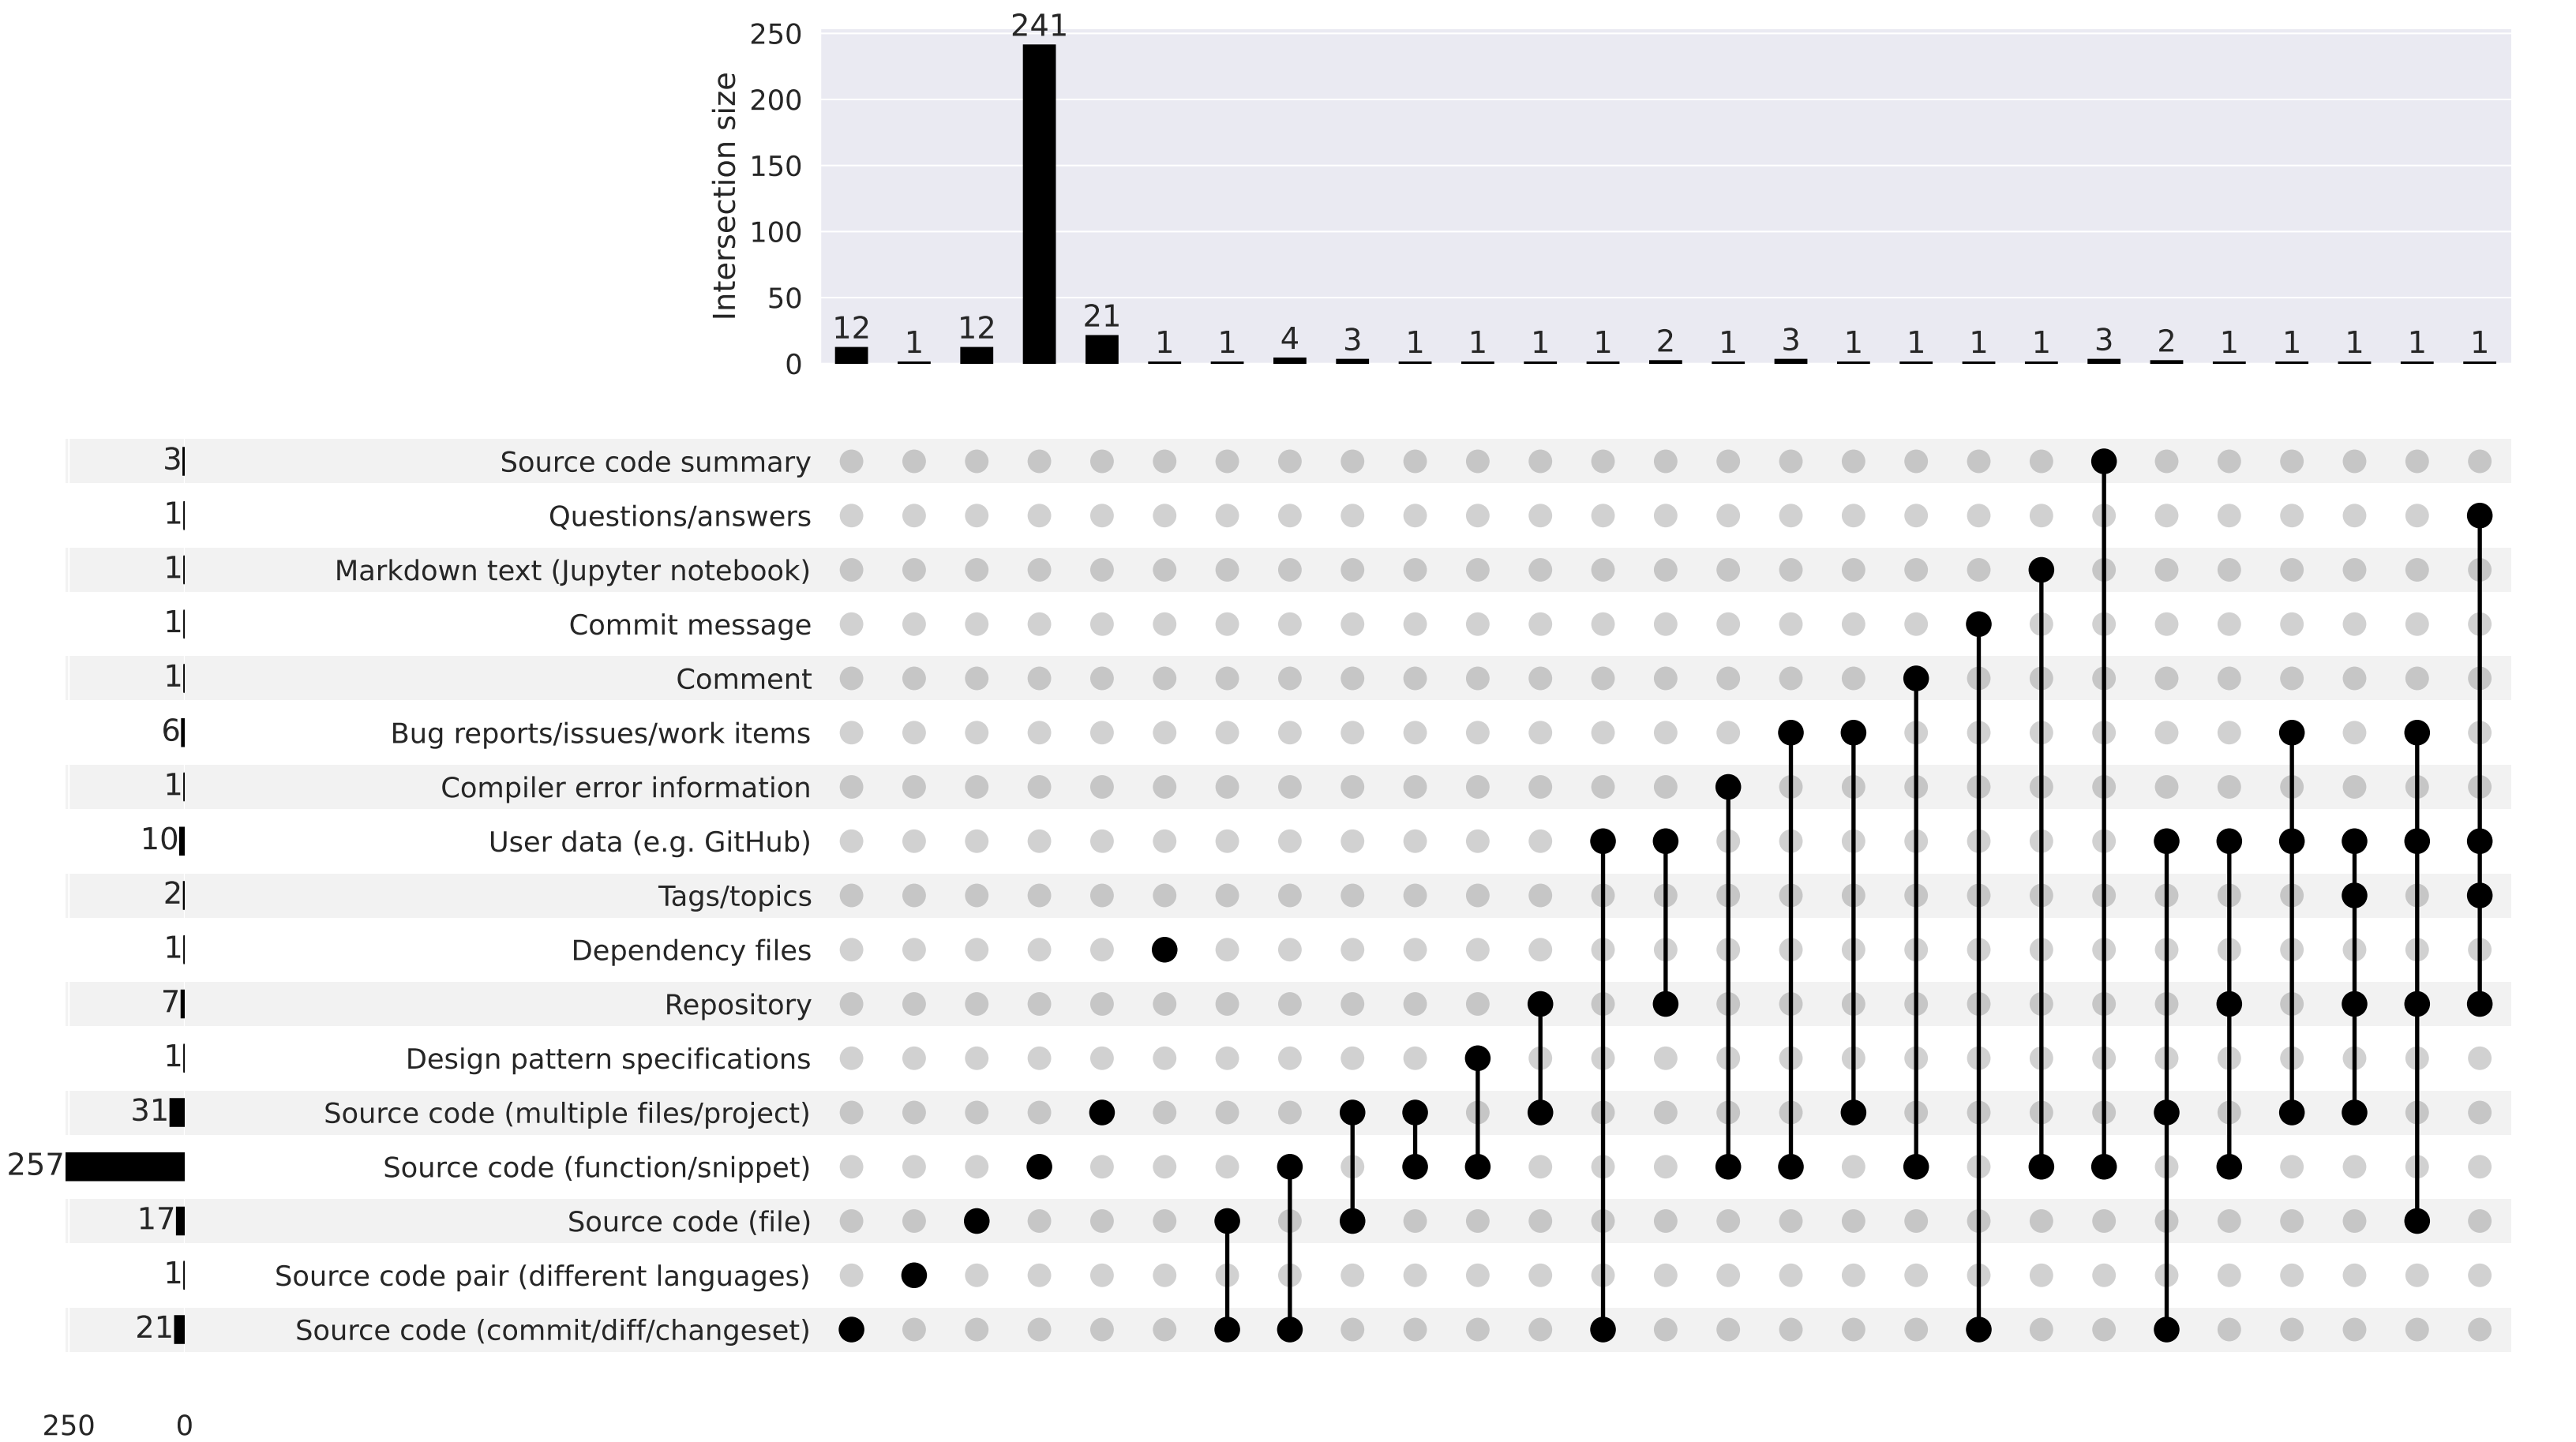 Intersection size
250
200
150
100
50
0
12 1 12 241 21 1 1 4 3 1 1 1 1 2 1 3 1 1 1 1 3 2 1 1 1 1 1
3 Source code summary
1 Questions/answers
1 Markdown text (Jupyter notebook)
1 Commit message
1 Comment
6 Bug reports/issues/work items
1 Compiler error information
10 User data (e.g. GitHub)
2 Tags/topics
1 Dependency files
7 Repository
1 Design pattern specifications
31 Source code (multiple files/project)
257 Source code (function/snippet)
17 Source code (file)
1 Source code pair (different languages)
21 Source code (commit/diff/changeset)
250 0